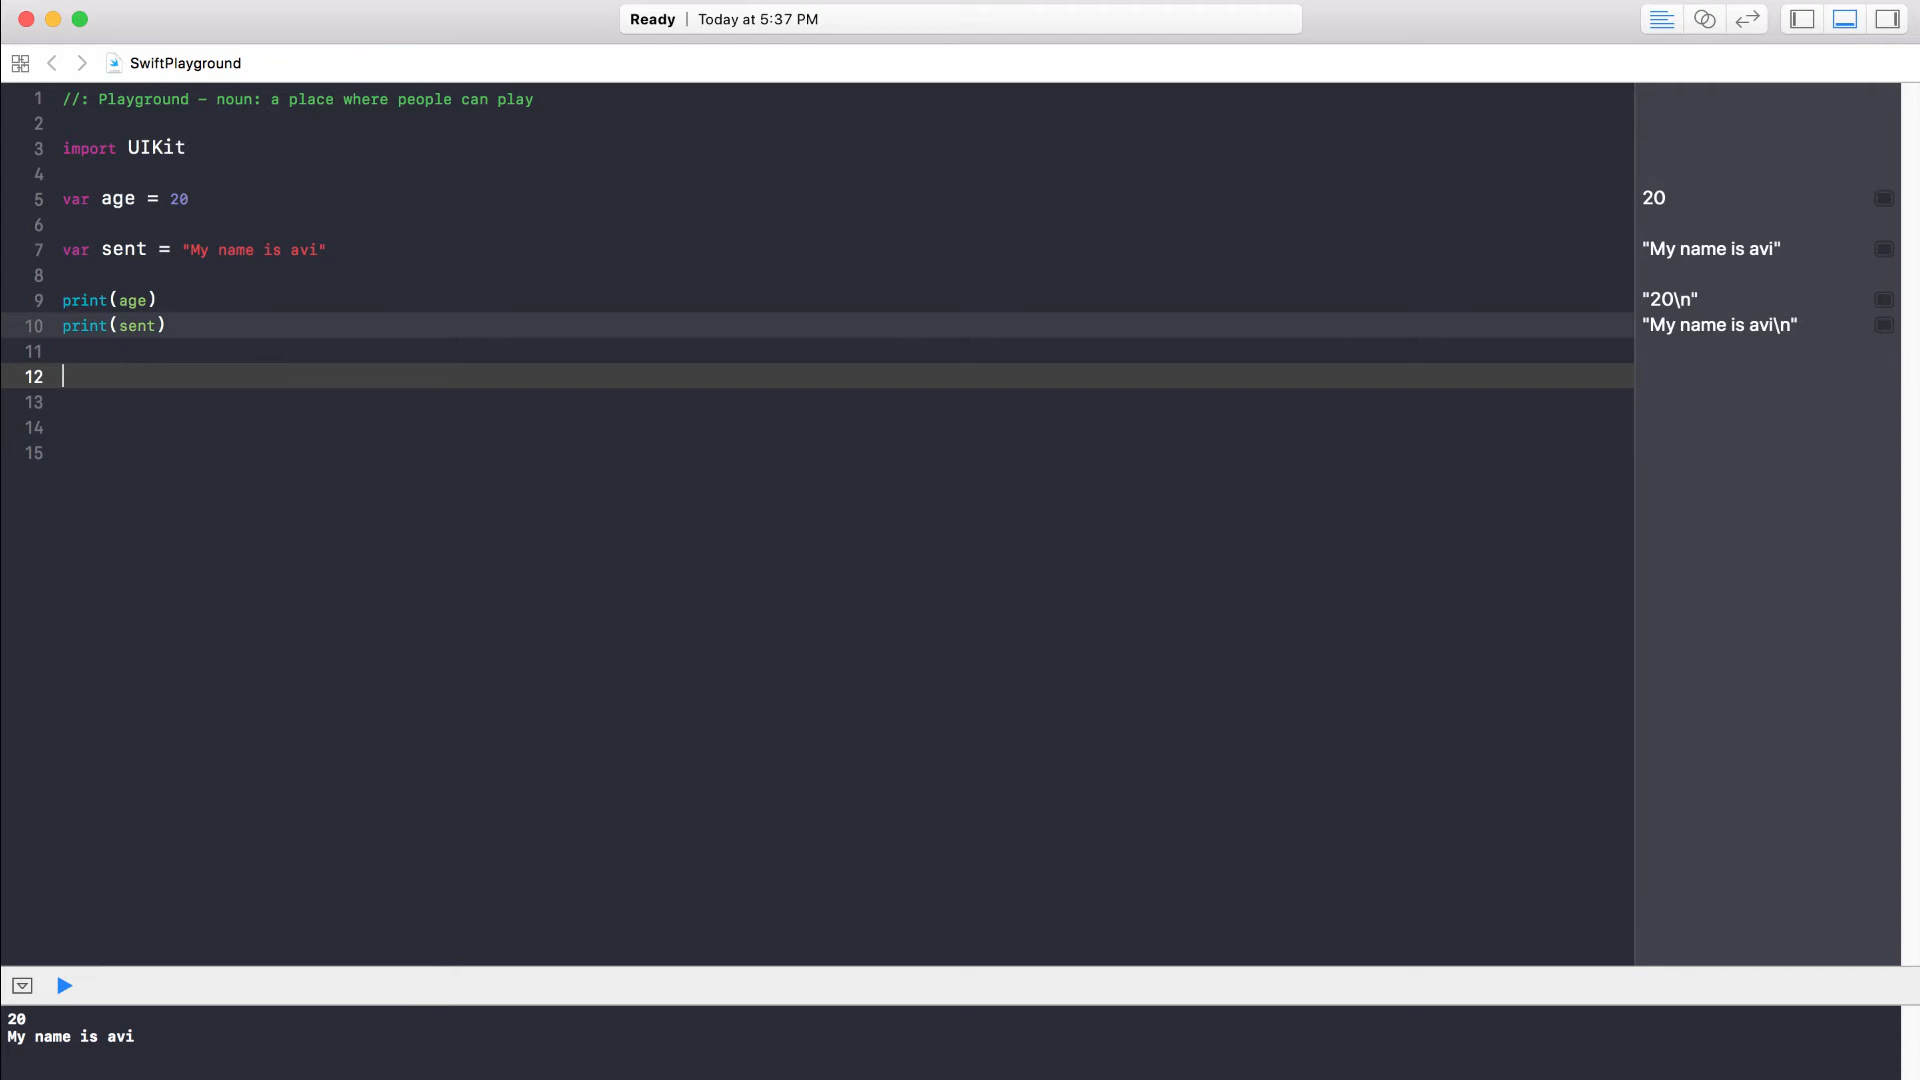 Ready | Today at 5:37 PM
SwiftPlayground
1 //: Playground - noun: a place where people can play
2
3 import UIKit
4
5 var age = 20
20
6
7 var sent = "My name is avi"
"My name is avi"
8
9 print(age)
"20\n"
10 print(sent)
"My name is avi\n"
11
12
13
14
15
20
My name is avi